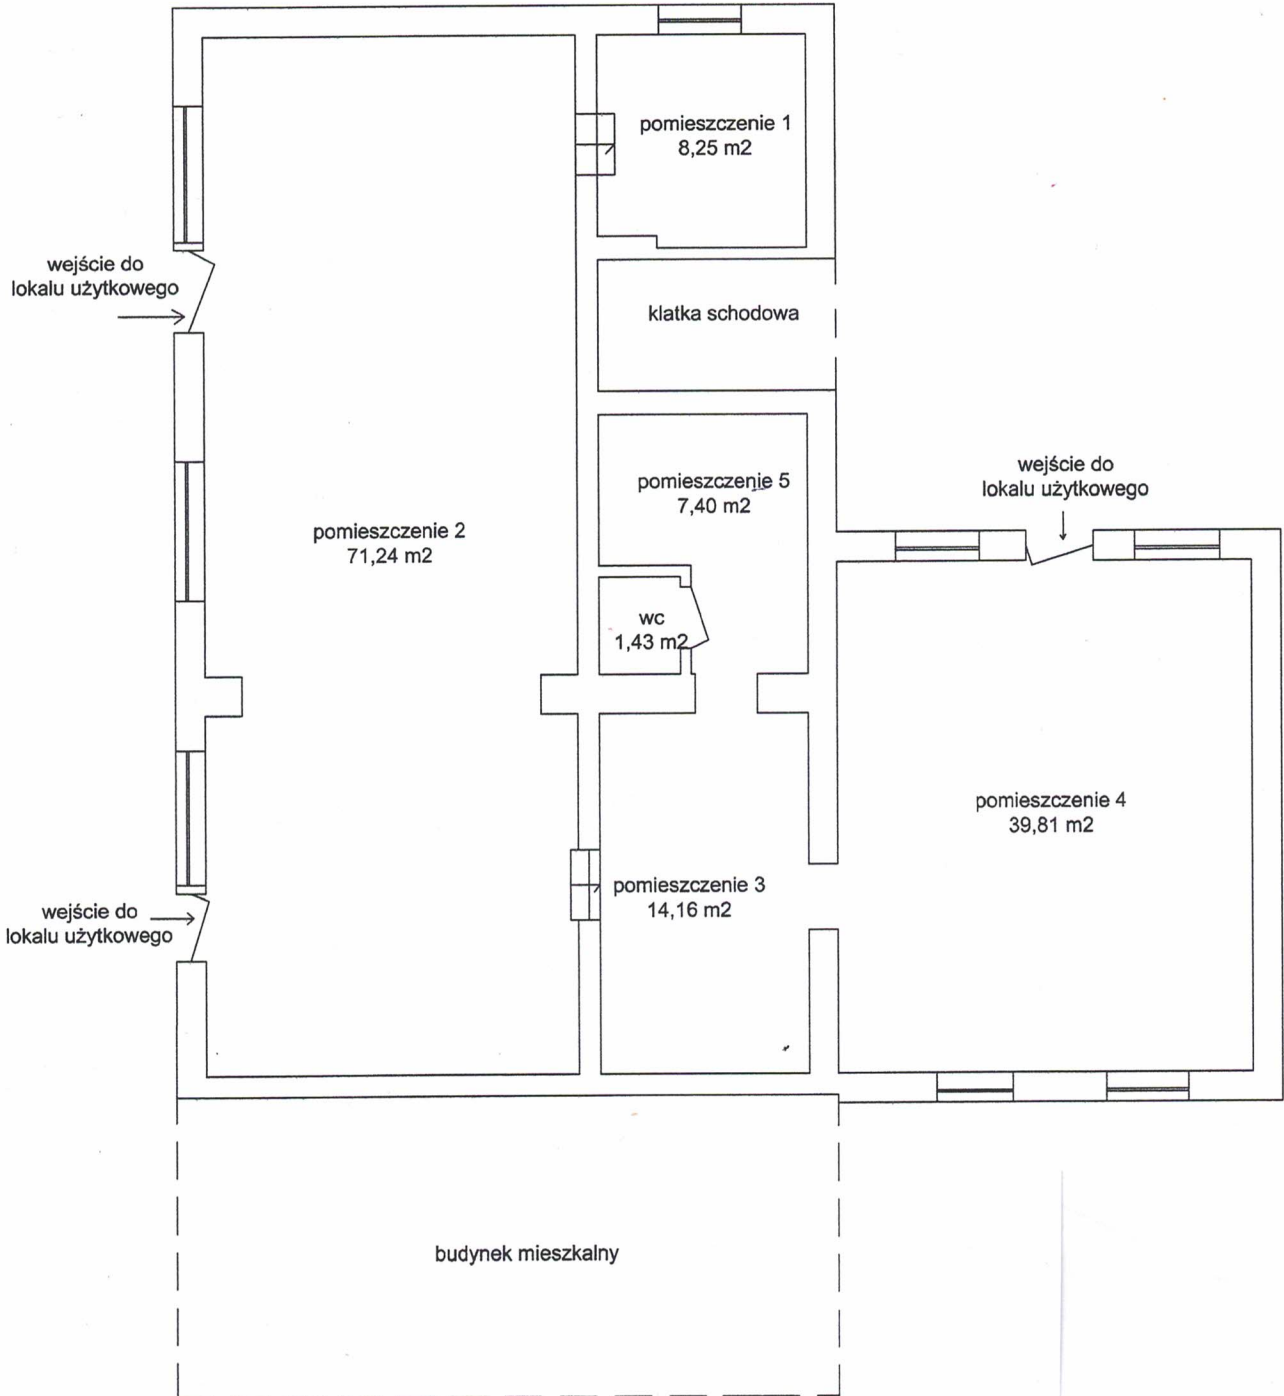 pomieszczenie 1
8,25 m2
wejście do
lokalu użytkowego
klatka schodowa
wejście do
lokalu użytkowego
pomieszczenie 5
7,40 m2
pomieszczenie 2
71,24 m2
wc
1,43 m2
pomieszczenie 4
39,81 m2
pomieszczenie 3
14,16 m2
wejście do
lokalu użytkowego
budynek mieszkalny